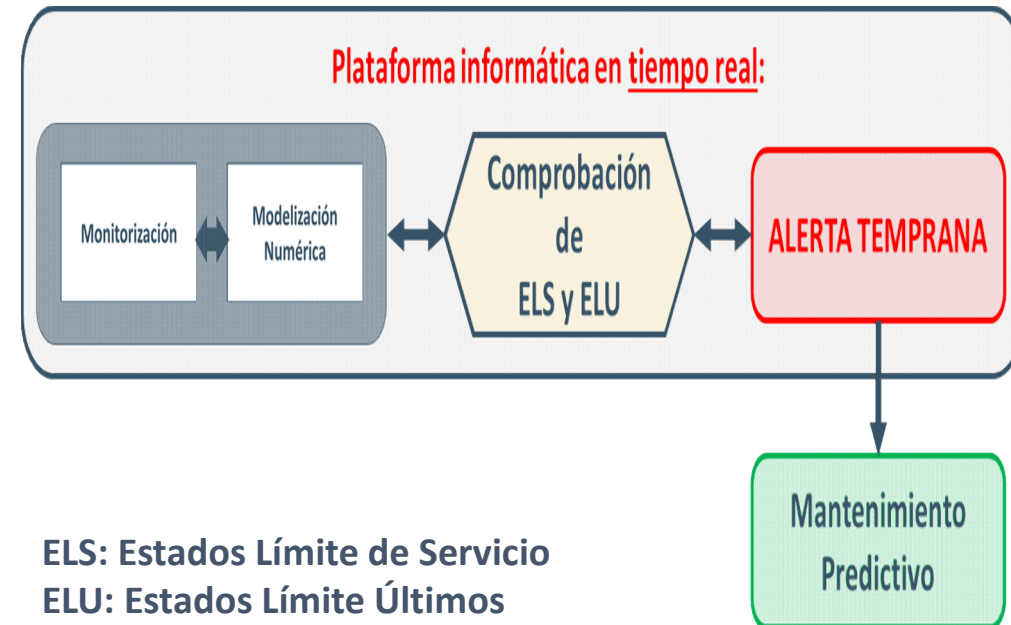 Plataforma informática en tiempo real:
Monitorización
Modelización
Numérica
Comprobación
de
ELS y ELU
ALERTA TEMPRANA
Mantenimiento
Predictivo
ELS: Estados Límite de Servicio
ELU: Estados Límite Últimos